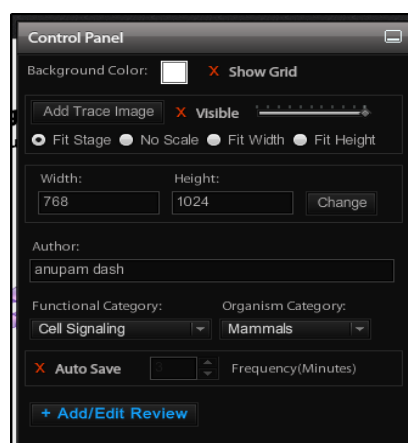 Control Panel
Background Color: X Show Grid
Add Trace Image X Visible
Fit Stage No Scale Fit Width Fit Height
Width: Height:
768 1024 Change
Author:
anupam dash
Functional Category: Organism Category:
Cell Signaling Mammals
X Auto Save 3 Frequency(Minutes)
+ Add/Edit Review